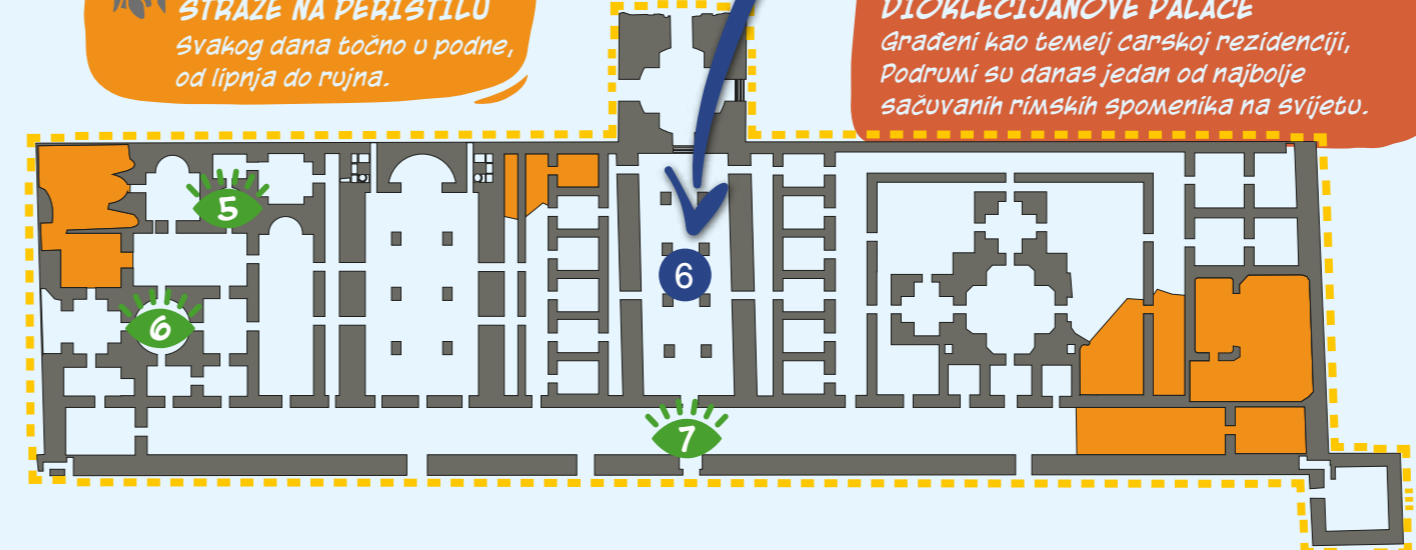 STRAŽE NA PERISTILU
Svakog dana točno u podne,
od lipnja do rujna.
DIOKLECIJANOVE PALAČE
Građeni kao temelj carskoj rezidenciji,
Podrumi su danas jedan od najbolje
sačuvanih rimskih spomenika na svijetu.
5
6
6
7